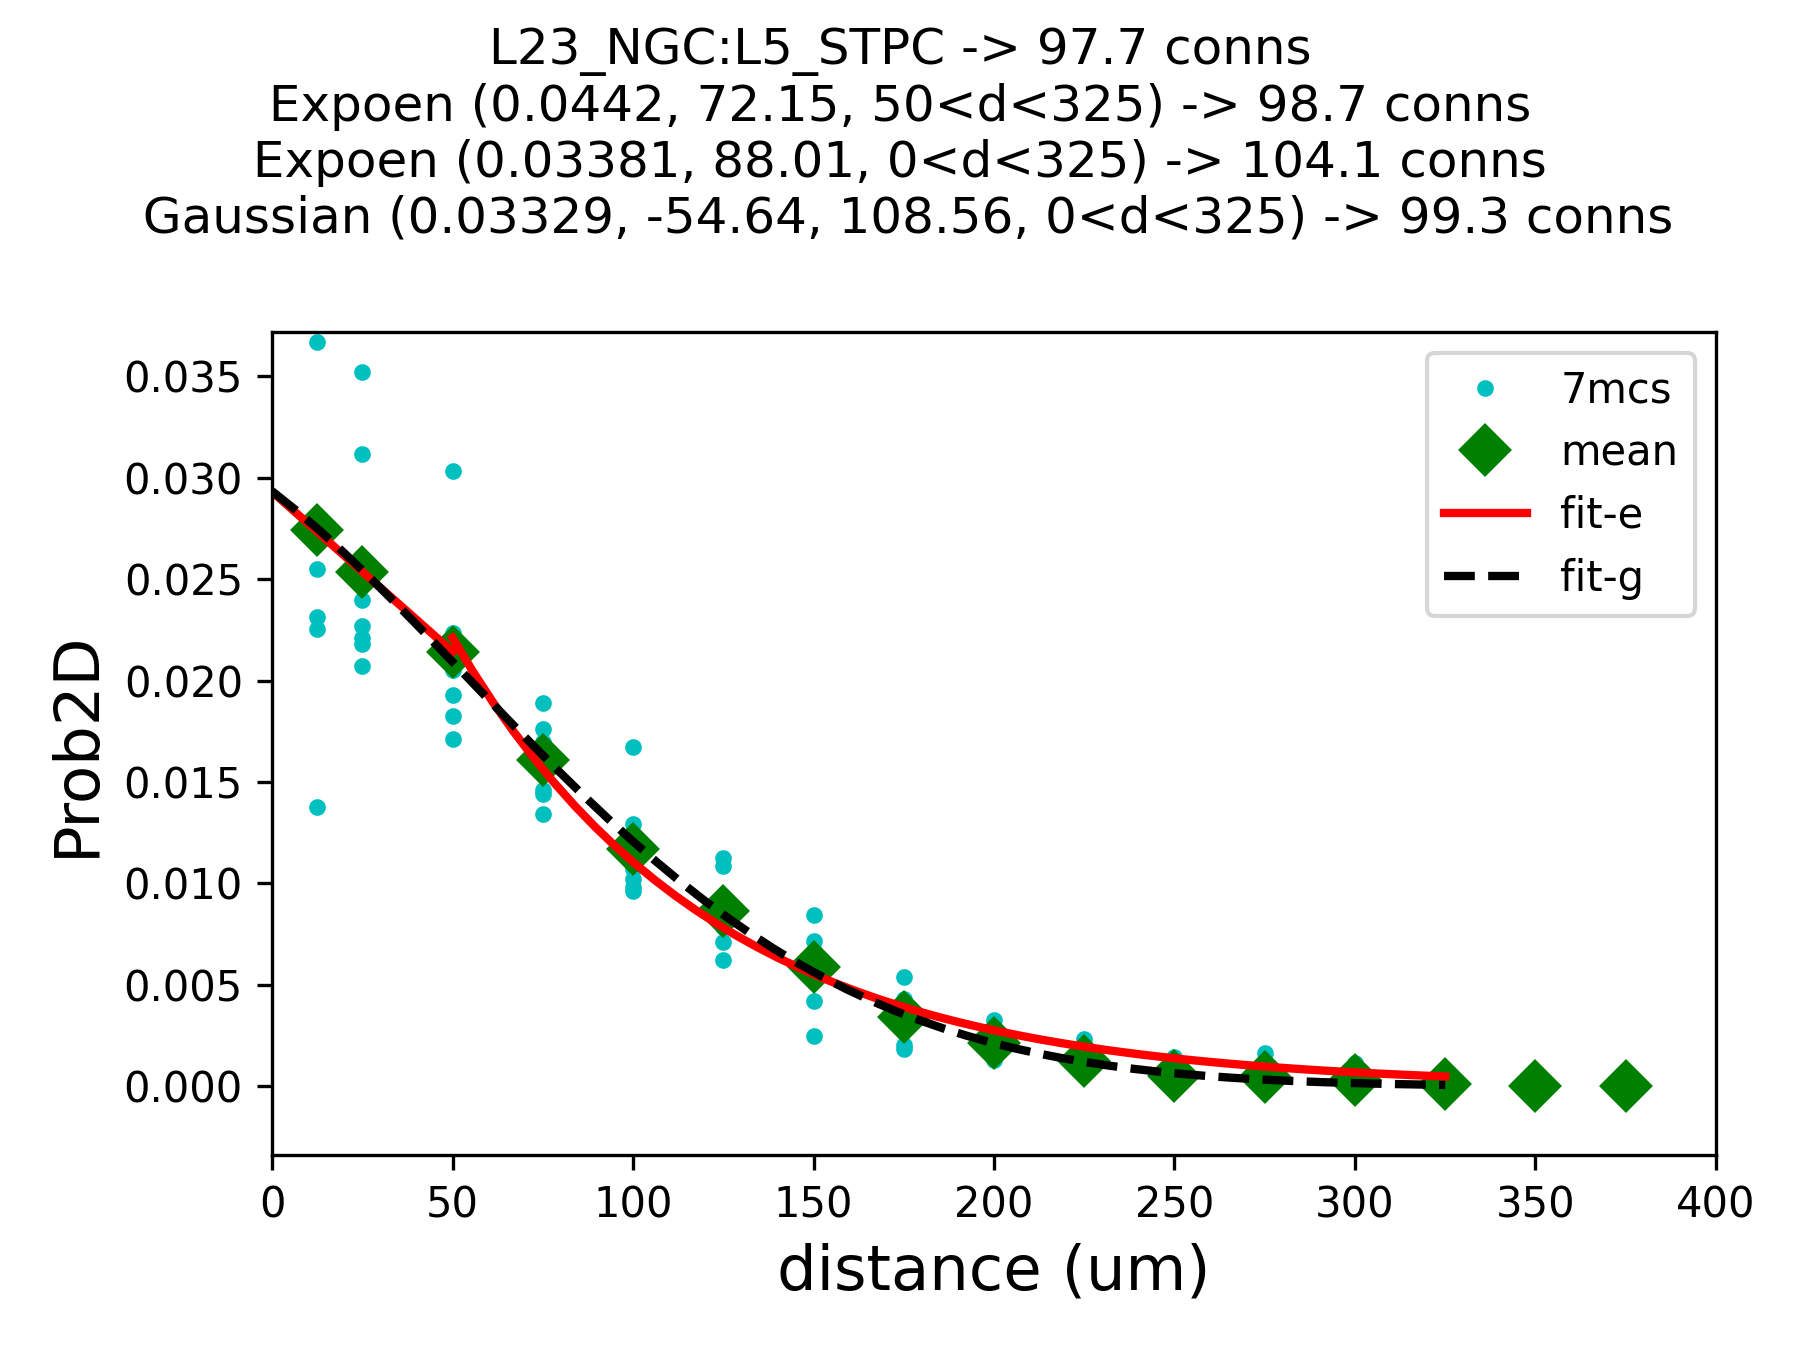 L23_NGC:L5_STPC -> 97.7 conns
Expoen (0.0442, 72.15, 50<d<325) -> 98.7 conns
Expoen (0.03381, 88.01, 0<d<325) -> 104.1 conns
Gaussian (0.03329, -54.64, 108.56, 0<d<325) -> 99.3 conns
7mcs
mean
fit-e
fit-g
Prob2D
0.035
0.030
0.025
0.020
0.015
0.010
0.005
0.000
0 50 100 150 200 250 300 350 400
distance (um)